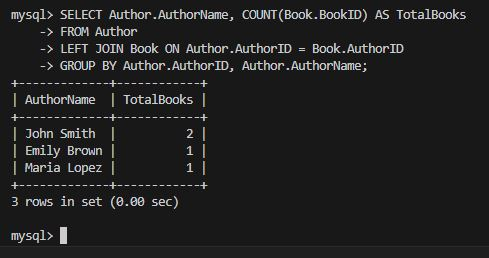 mysql> SELECT Author.AuthorName, COUNT(Book.BookID) AS TotalBooks
    -> FROM Author
    -> LEFT JOIN Book ON Author.AuthorID = Book.AuthorID
    -> GROUP BY Author.AuthorID, Author.AuthorName;
+-------------+------------+
| AuthorName  | TotalBooks |
+-------------+------------+
| John Smith  |          2 |
| Emily Brown |          1 |
| Maria Lopez |          1 |
+-------------+------------+
3 rows in set (0.00 sec)
mysql>